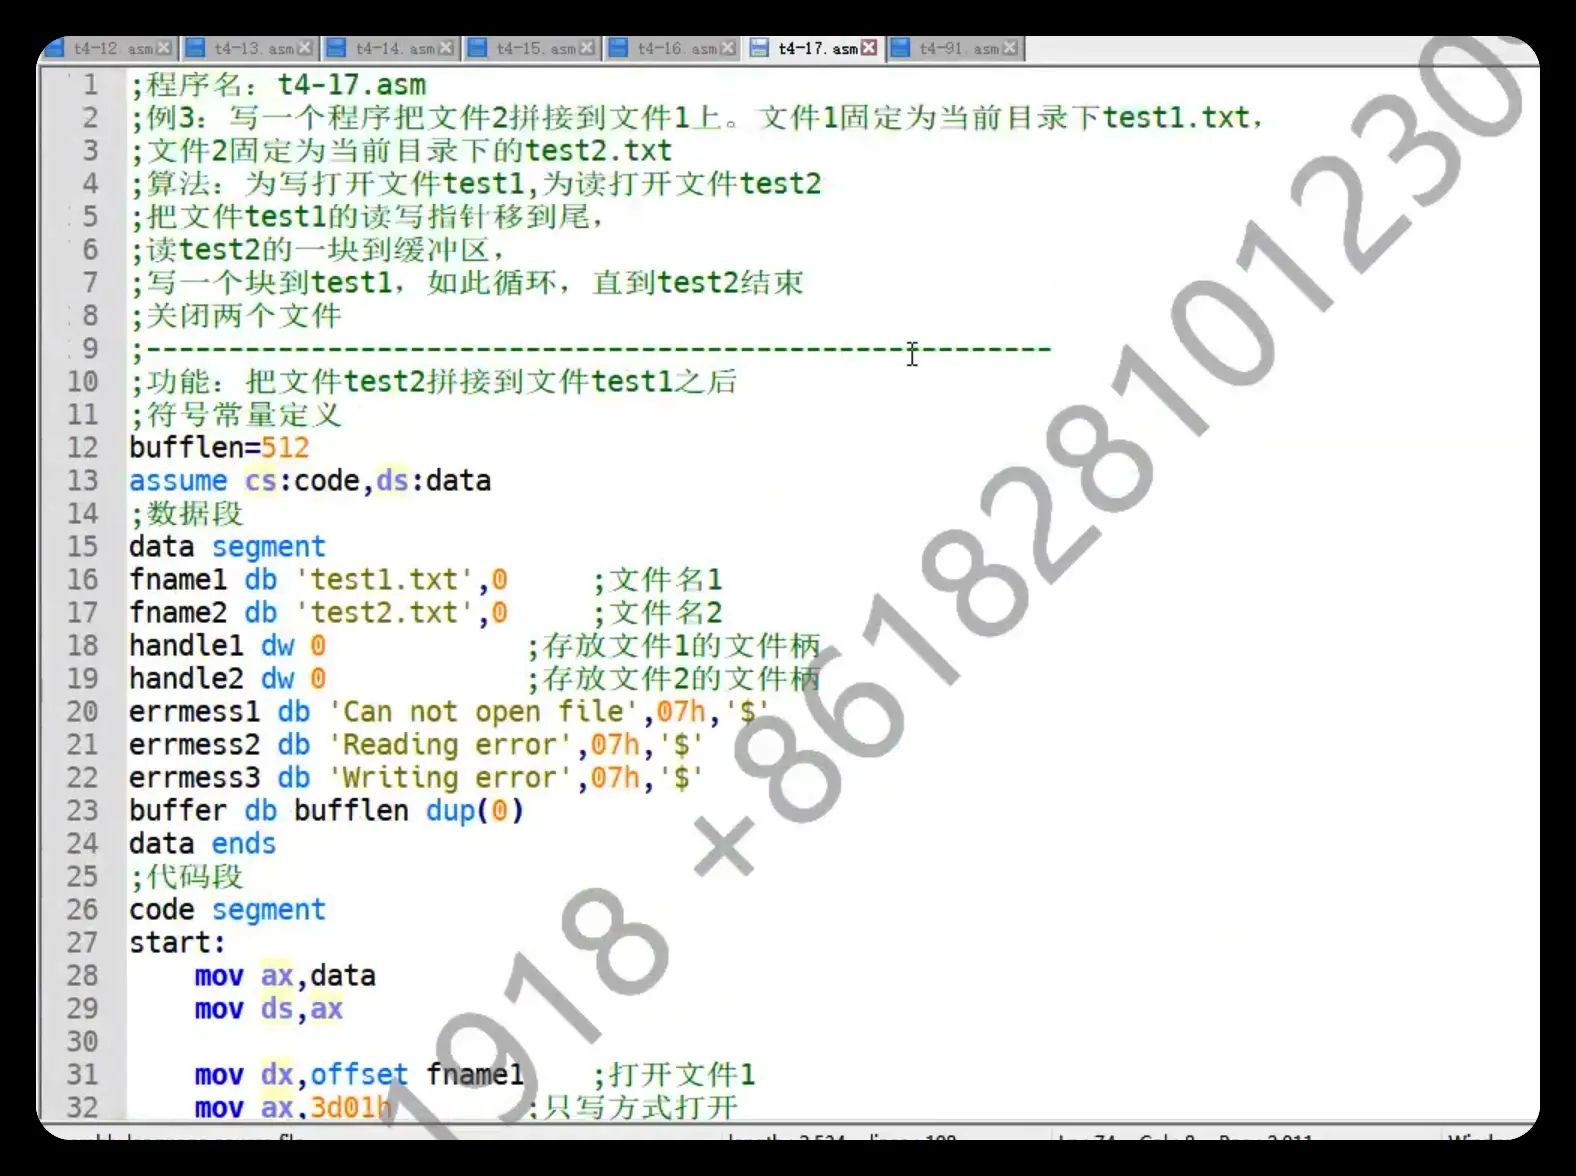 t4-12.asm t4-13.asm t4-14.asm t4-15.asm t4-16.asm t4-17.asm t4-91.asm
1 ;程序名：t4-17.asm
2 ;例3：写一个程序把文件2拼接到文件1上。文件1固定为当前目录下test1.txt，
3 ;文件2固定为当前目录下的test2.txt
4 ;算法：为写打开文件test1,为读打开文件test2
5 ;把文件test1的读写指针移到尾，
6 ;读test2的一块到缓冲区，
7 ;写一个块到test1，如此循环，直到test2结束
8 ;关闭两个文件
9 ;-------------------------------------------------------
10 ;功能：把文件test2拼接到文件test1之后
11 ;符号常量定义
12 bufflen=512
13 assume cs:code,ds:data
14 ;数据段
15 data segment
16 fname1 db 'test1.txt',0 ;文件名1
17 fname2 db 'test2.txt',0 ;文件名2
18 handle1 dw 0 ;存放文件1的文件柄
19 handle2 dw 0 ;存放文件2的文件柄
20 errmess1 db 'Can not open file',07h,'$'
21 errmess2 db 'Reading error',07h,'$'
22 errmess3 db 'Writing error',07h,'$'
23 buffer db bufflen dup(0)
24 data ends
25 ;代码段
26 code segment
27 start:
28 mov ax,data
29 mov ds,ax
30
31 mov dx,offset fname1 ;打开文件1
32 mov ax,3d01h ;只写方式打开
1918 +861828101230